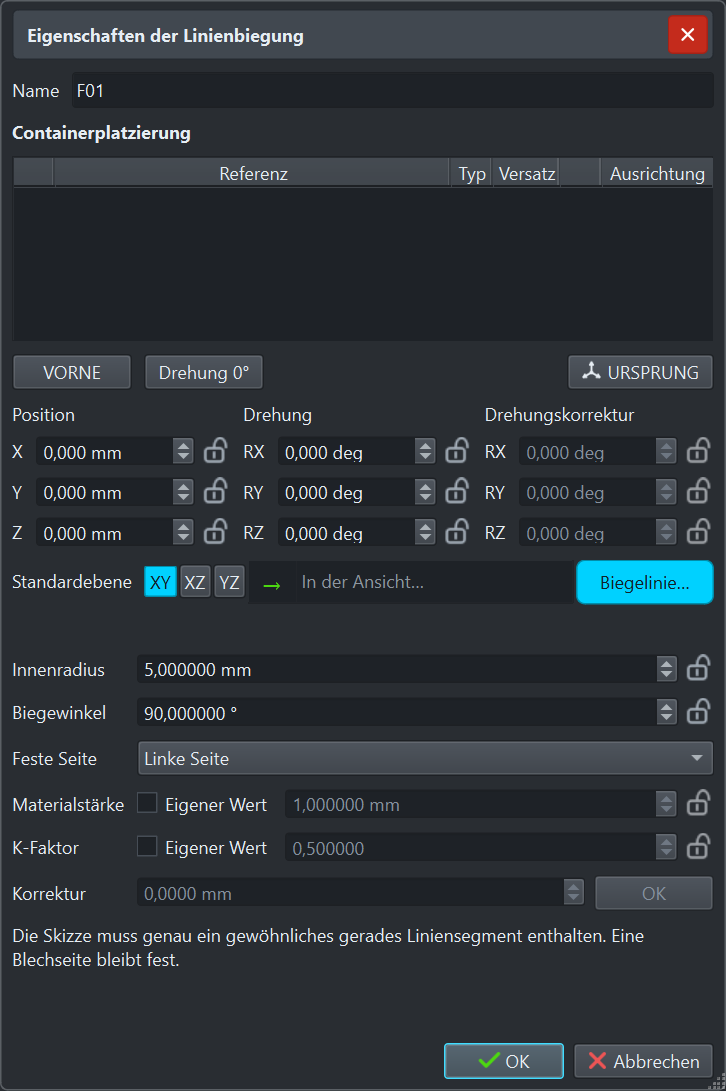 Eigenschaften der Linienbiegung
Name F01
Containerplatzierung
Referenz Typ Versatz Ausrichtung
VORNE Drehung 0° URSPRUNG
Position Drehung Drehungskorrektur
X 0,000 mm RX 0,000 deg RX 0,000 deg
Y 0,000 mm RY 0,000 deg RY 0,000 deg
Z 0,000 mm RZ 0,000 deg RZ 0,000 deg
Standardebene XY XZ YZ → In der Ansicht... Biegelinie...
Innenradius 5,000000 mm
Biegewinkel 90,000000 °
Feste Seite Linke Seite
Materialstärke Eigener Wert 1,000000 mm
K-Faktor Eigener Wert 0,500000
Korrektur 0,0000 mm OK
Die Skizze muss genau ein gewöhnliches gerades Liniensegment enthalten. Eine
Blechseite bleibt fest.
OK Abbrechen